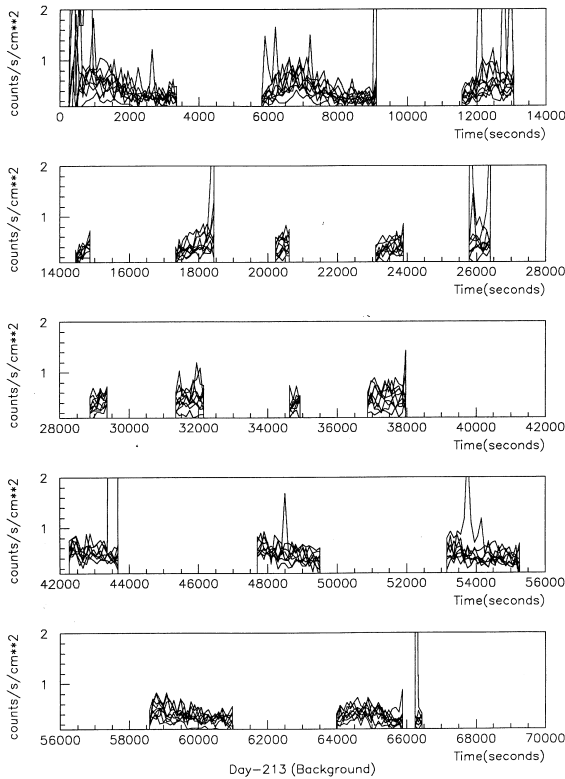 2
1
counts/s/cm**2
0 2000 4000 6000 8000 10000 12000 14000
Time(seconds)
2
1
counts/s/cm**2
14000 16000 18000 20000 22000 24000 26000 28000
Time(seconds)
2
1
counts/s/cm**2
28000 30000 32000 34000 36000 38000 40000 42000
Time(seconds)
2
1
counts/s/cm**2
42000 44000 46000 48000 50000 52000 54000 56000
Time(seconds)
2
1
counts/s/cm**2
56000 58000 60000 62000 64000 66000 68000 70000
Time(seconds)
Day-213 (Background)